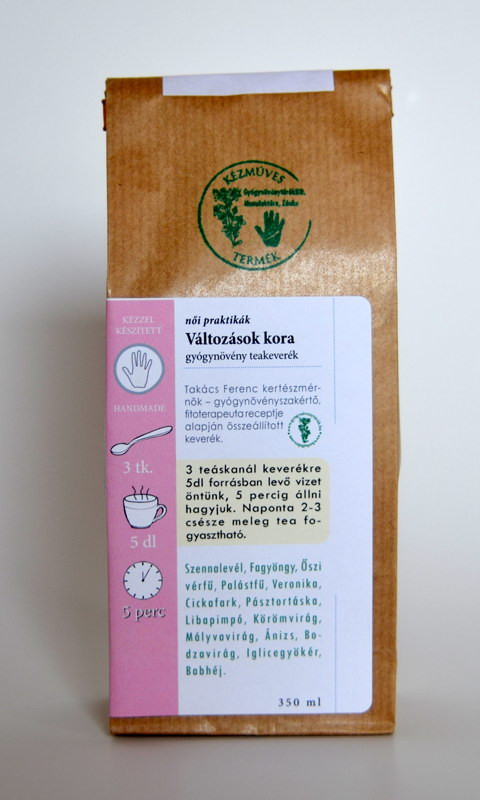 KÉZMŰVES
Gyógynövénytár
Manufaktúra, Zánka
TERMÉK
KÉZZEL
KÉSZÍTETT
HANDMADE
3 tk.
5 dl
5 perc
női praktikák
Változások kora
gyógynövény teakeverék
Takács Ferenc kertészmér-
nök – gyógynövényszakértő,
fitoterapeuta receptje
alapján összeállított
keverék.
3 teáskanál keverékre
5dl forrásban levő vizet
öntünk, 5 percig állni
hagyjuk. Naponta 2-3
csésze meleg tea fo-
gyasztható.
Szennalevél, Fagyöngy, Őszi
vérfű, Palástfű, Veronika,
Cickafark, Pásztortáska,
Libapimpó, Körömvirág,
Mályvavirág, Ánizs, Bo-
dzavirág, Iglicegyökér,
Babhéj.
350 ml